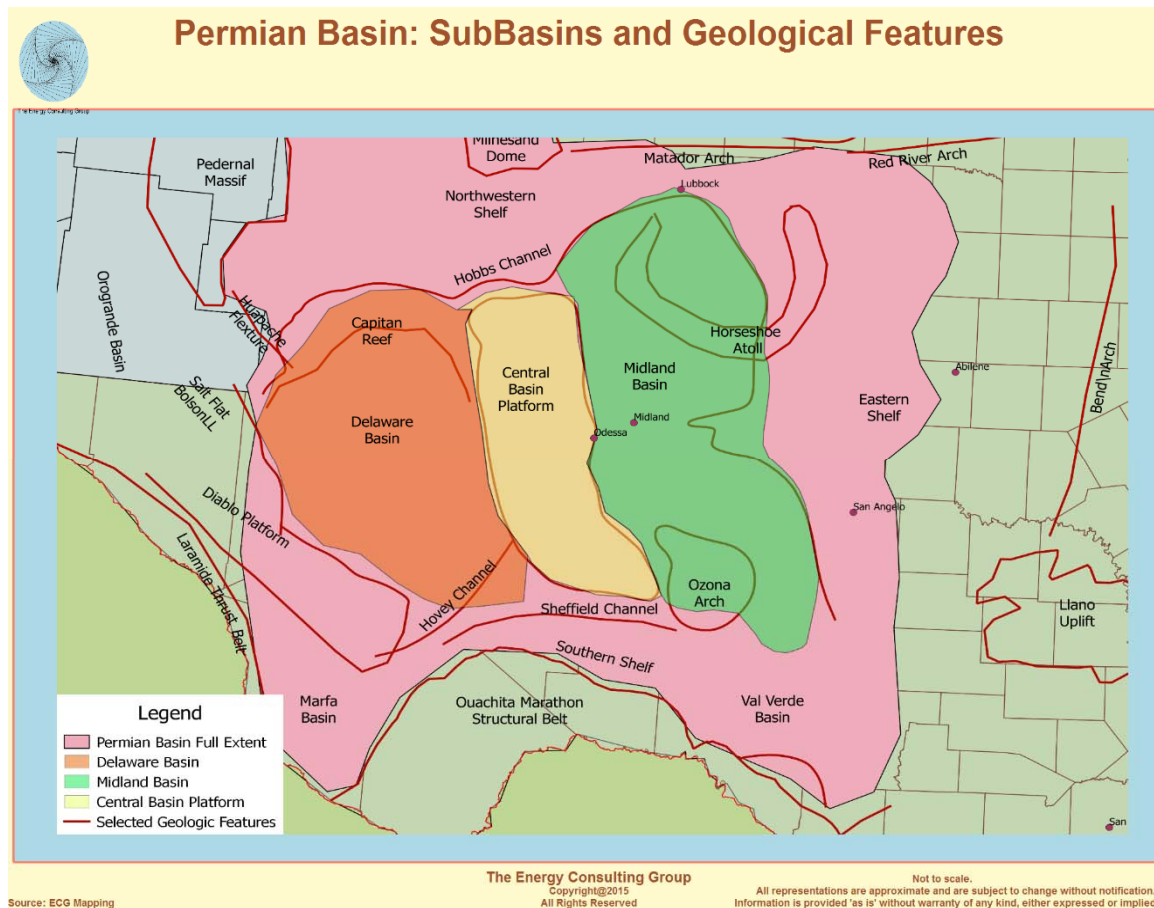 Permian Basin: SubBasins and Geological Features
The Energy Consulting Group
Milnesand
Dome
Matador Arch
Red River Arch
Pedernal
Massif
Northwestern
Shelf
Lubbock
Hobbs Channel
Orogrande Basin
Huapache
Flexture
Capitan
Reef
Horseshoe
Atoll
Central
Basin
Platform
Midland
Basin
Abilene
Bend\nArch
Salt Flat
BolsonLL
Eastern
Shelf
Delaware
Basin
Midland
Odessa
San Angelo
Diablo Platform
Laramide Thrust Belt
Hovey Channel
Sheffield Channel
Ozona
Arch
Llano
Uplift
Southern Shelf
Marfa
Basin
Ouachita Marathon
Structural Belt
Val Verde
Basin
Legend
Permian Basin Full Extent
Delaware Basin
Midland Basin
Central Basin Platform
Selected Geologic Features
San
The Energy Consulting Group
Copyright@2015
All Rights Reserved
Source: ECG Mapping
Not to scale.
All representations are approximate and are subject to change without notification.
Information is provided 'as is' without warranty of any kind, either expressed or implied